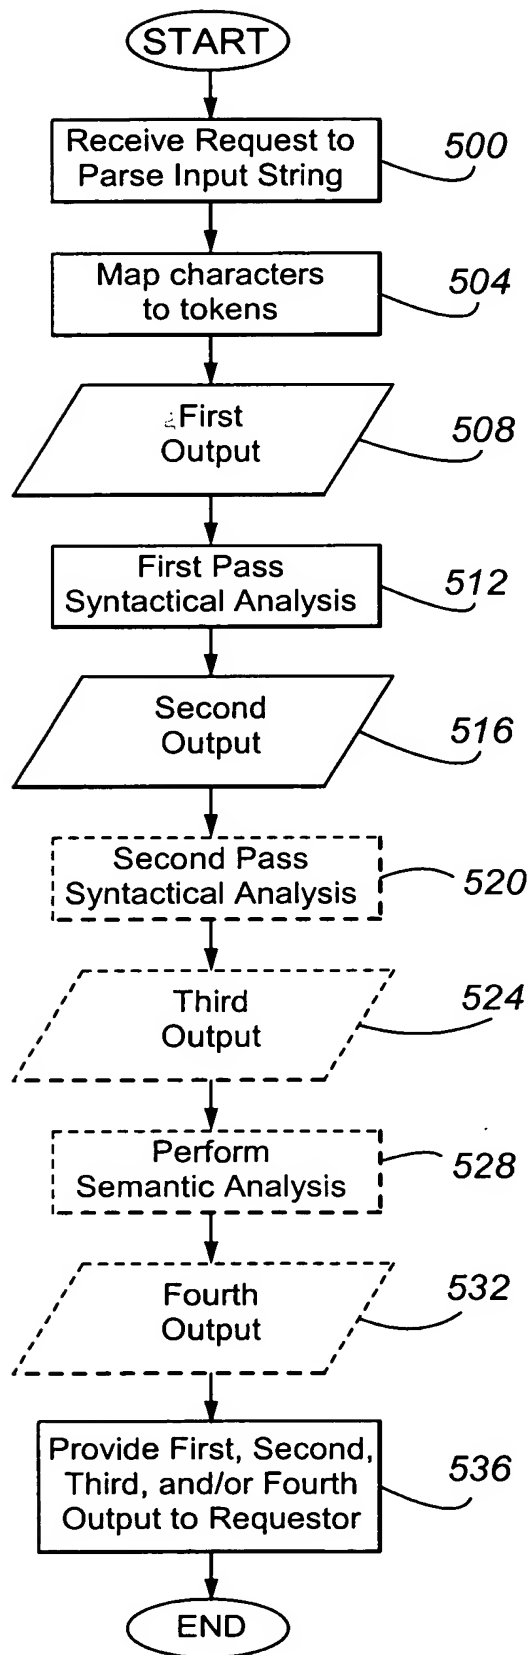 START
Receive Request to
Parse Input String
500
Map characters
to tokens
504
First
Output
508
First Pass
Syntactical Analysis
512
Second
Output
516
Second Pass
Syntactical Analysis
520
Third
Output
524
Perform
Semantic Analysis
528
Fourth
Output
532
Provide First, Second,
Third, and/or Fourth
Output to Requestor
536
END